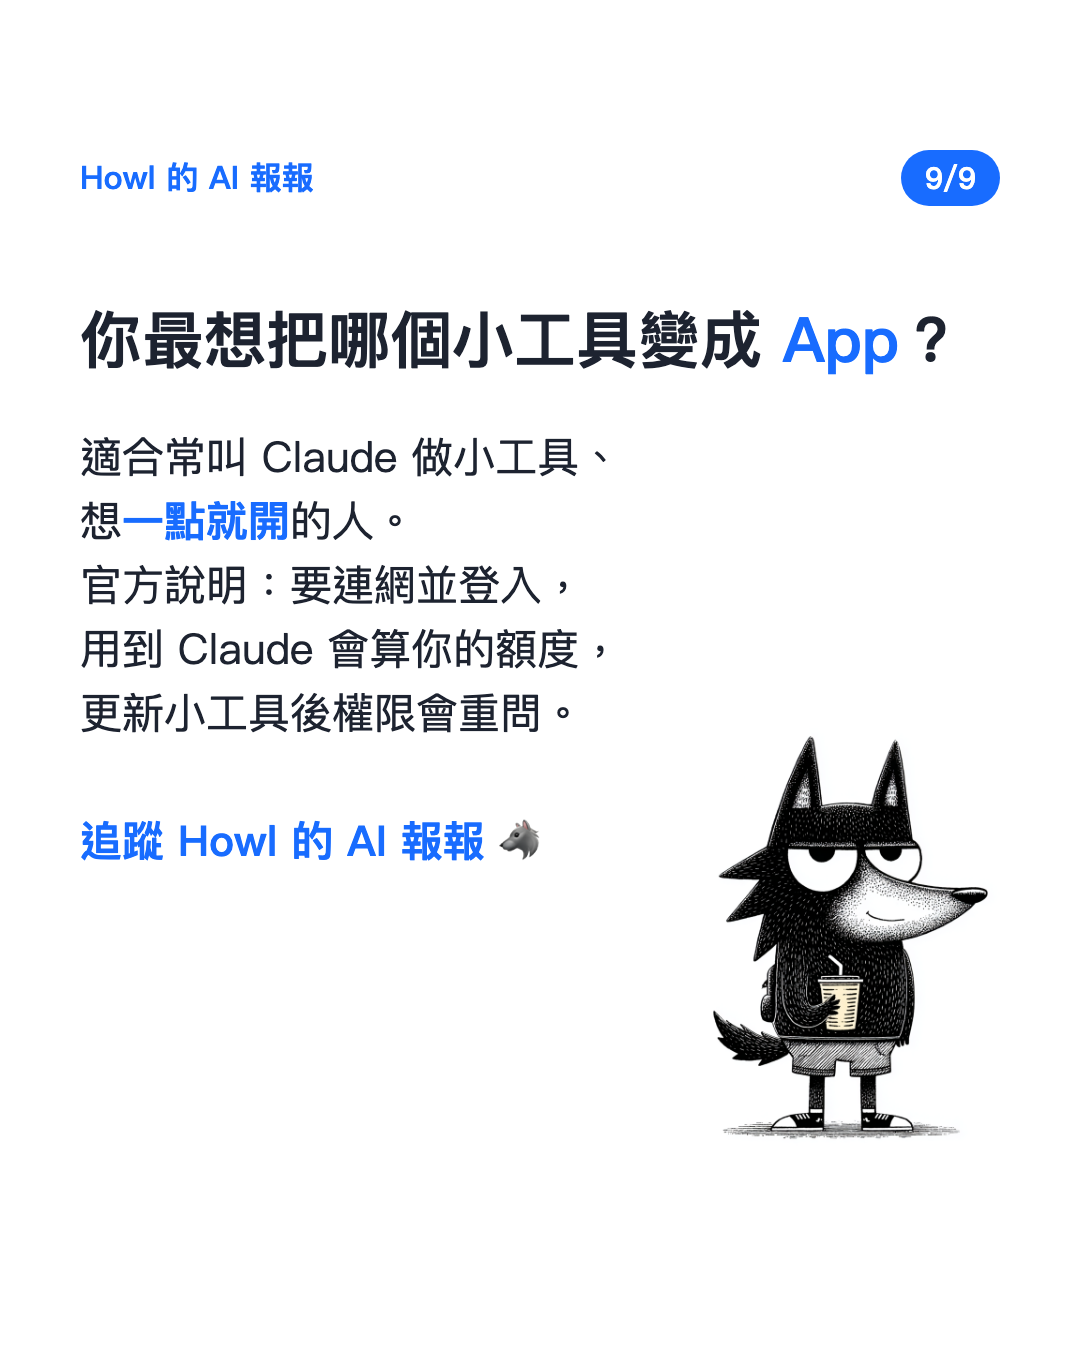 Howl 的 AI 報報
9/9
你最想把哪個小工具變成 App？
適合常叫 Claude 做小工具、
想一點就開的人。
官方說明：要連網並登入，
用到 Claude 會算你的額度，
更新小工具後權限會重問。
追蹤 Howl 的 AI 報報 🐺